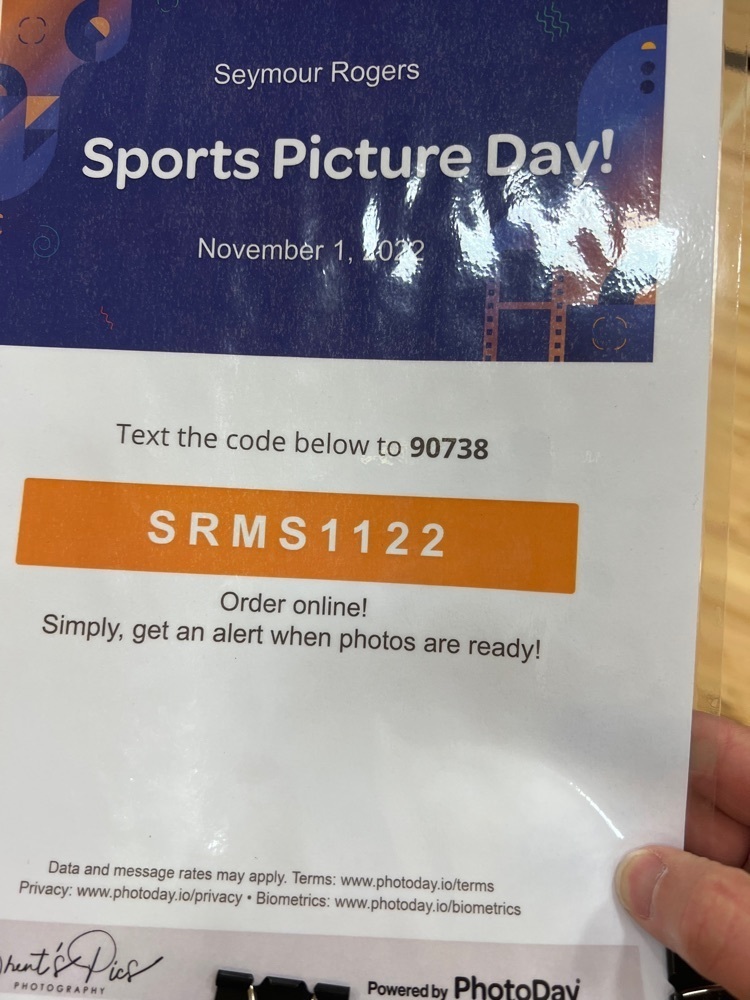 Seymour Rogers
Sports Picture Day!
November 1, 2022
Text the code below to 90738
SRMS1122
Order online!
Simply, get an alert when photos are ready!
Data and message rates may apply. Terms: www.photoday.io/terms
Privacy: www.photoday.io/privacy • Biometrics: www.photoday.io/biometrics
Pics
PHOTOGRAPHY
Powered by PhotoDay